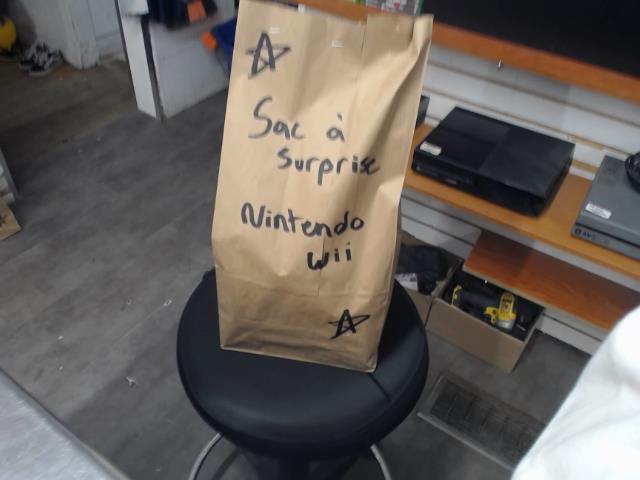 Sac à
surprise
Nintendo
Wii